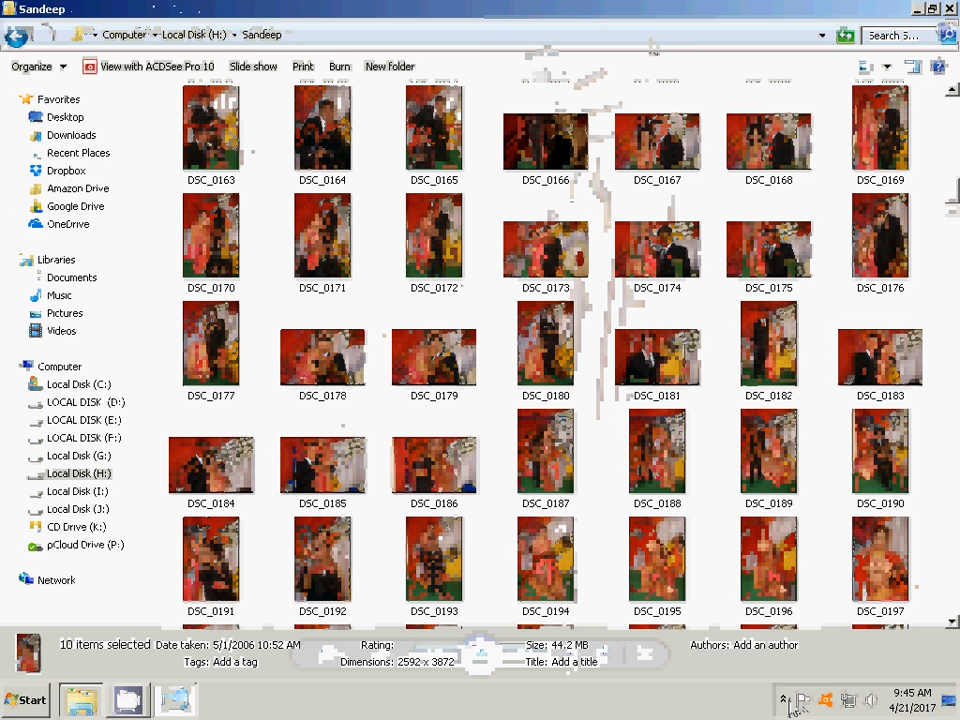 Sandeep
Computer Local Disk (H:) Sandeep Search S...
Organize View with ACDSee Pro 10 Slide show Print Burn New folder
Favorites
Desktop
Downloads
Recent Places
Dropbox
Amazon Drive
Google Drive
OneDrive
Libraries
Documents
Music
Pictures
Videos
Computer
Local Disk (C:)
LOCAL DISK (D:)
LOCAL DISK (E:)
LOCAL DISK (F:)
Local Disk (G:)
Local Disk (H:)
Local Disk (I:)
Local Disk (J:)
CD Drive (K:)
pCloud Drive (P:)
Network
DSC_0163 DSC_0164 DSC_0165 DSC_0166 DSC_0167 DSC_0168 DSC_0169
DSC_0170 DSC_0171 DSC_0172 DSC_0173 DSC_0174 DSC_0175 DSC_0176
DSC_0177 DSC_0178 DSC_0179 DSC_0180 DSC_0181 DSC_0182 DSC_0183
DSC_0184 DSC_0185 DSC_0186 DSC_0187 DSC_0188 DSC_0189 DSC_0190
DSC_0191 DSC_0192 DSC_0193 DSC_0194 DSC_0195 DSC_0196 DSC_0197
10 items selected Date taken: 5/1/2006 10:52 AM Rating: Size: 44.2 MB Authors: Add an author
Tags: Add a tag Dimensions: 2592 x 3872 Title: Add a title
Start 9:45 AM
4/21/2017